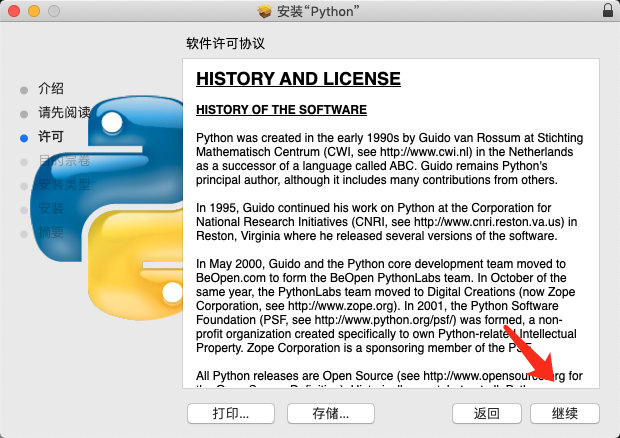 安装“Python”
软件许可协议
介绍
请先阅读
许可
目的宗卷
安装类型
安装
摘要
HISTORY AND LICENSE
HISTORY OF THE SOFTWARE
Python was created in the early 1990s by Guido van Rossum at Stichting
Mathematisch Centrum (CWI, see http://www.cwi.nl) in the Netherlands
as a successor of a language called ABC. Guido remains Python's
principal author, although it includes many contributions from others.
In 1995, Guido continued his work on Python at the Corporation for
National Research Initiatives (CNRI, see http://www.cnri.reston.va.us) in
Reston, Virginia where he released several versions of the software.
In May 2000, Guido and the Python core development team moved to
BeOpen.com to form the BeOpen PythonLabs team. In October of the
same year, the PythonLabs team moved to Digital Creations (now Zope
Corporation, see http://www.zope.org). In 2001, the Python Software
Foundation (PSF, see http://www.python.org/psf/) was formed, a non-
profit organization created specifically to own Python-related Intellectual
Property. Zope Corporation is a sponsoring member of the PSF.
All Python releases are Open Source (see http://www.opensource.org for
打印...
存储...
返回
继续